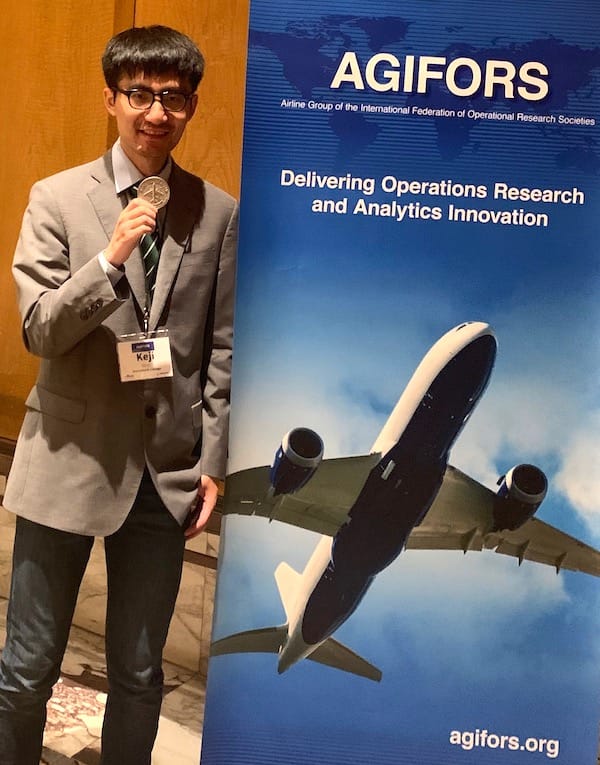 AGIFORS
Airline Group of the International Federation of Operational Research Societies
Delivering Operations Research
and Analytics Innovation
Keji
agifors.org